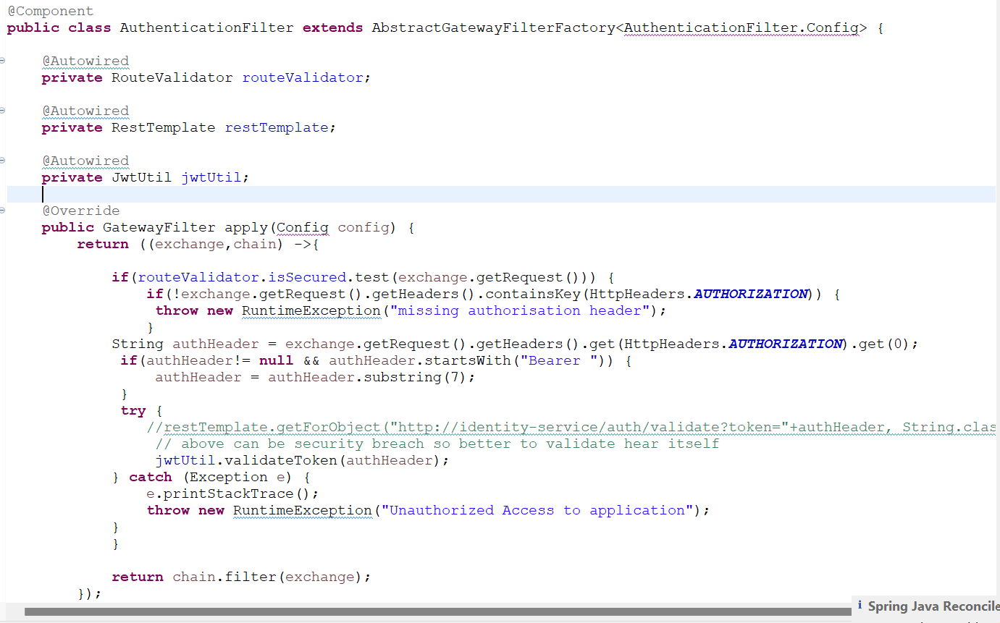 @Component
public class AuthenticationFilter extends AbstractGatewayFilterFactory<AuthenticationFilter.Config> {
@Autowired
private RouteValidator routeValidator;
@Autowired
private RestTemplate restTemplate;
@Autowired
private JwtUtil jwtUtil;
@Override
public GatewayFilter apply(Config config) {
return ((exchange,chain) ->{
if(routeValidator.isSecured.test(exchange.getRequest())) {
if(!exchange.getRequest().getHeaders().containsKey(HttpHeaders.AUTHORIZATION)) {
throw new RuntimeException("missing authorisation header");
}
String authHeader = exchange.getRequest().getHeaders().get(HttpHeaders.AUTHORIZATION).get(0);
if(authHeader!= null && authHeader.startsWith("Bearer ")) {
authHeader = authHeader.substring(7);
}
try {
//restTemplate.getForObject("http://identity-service/auth/validate?token="+authHeader, String.clas
// above can be security breach so better to validate hear itself
jwtUtil.validateToken(authHeader);
} catch (Exception e) {
e.printStackTrace();
throw new RuntimeException("Unauthorized Access to application");
}
}
return chain.filter(exchange);
});
Spring Java Reconcile